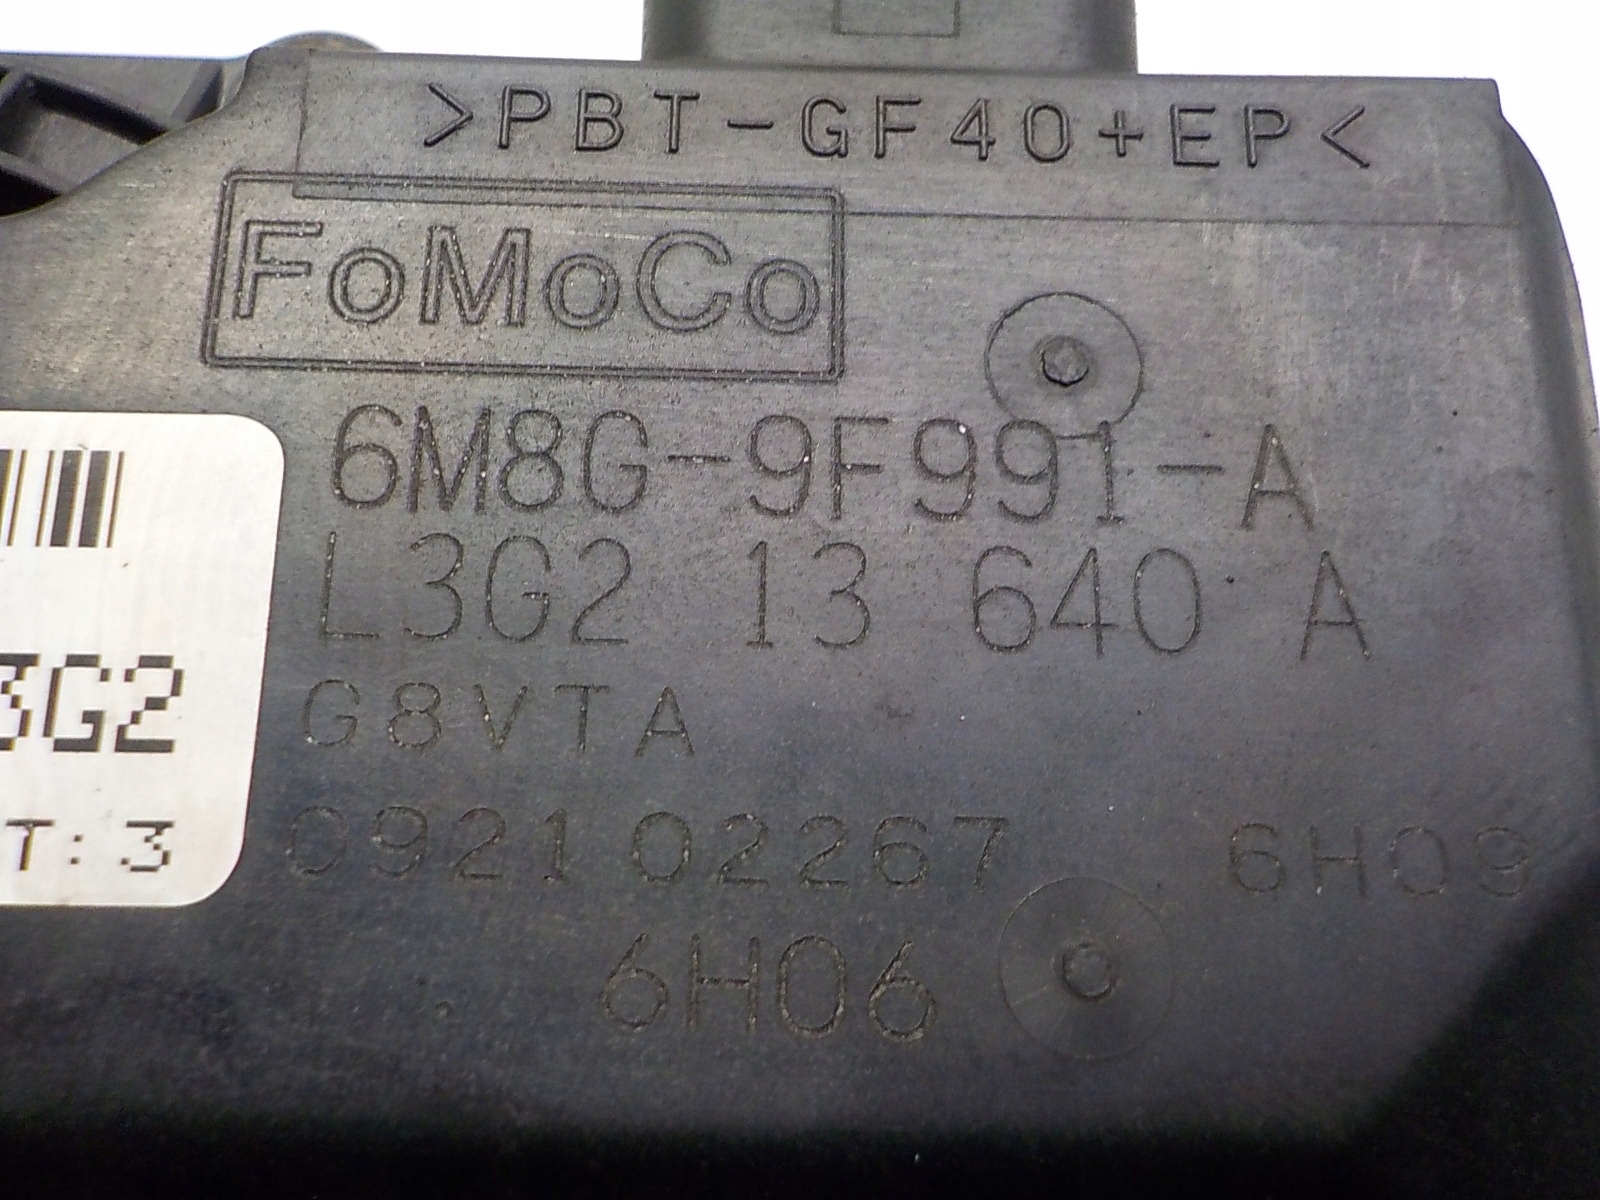 >PBT-GF40+EP<
FoMoCo
6M8G-9F991-A
L3G2 13 640 A
3G2
G8VTA
T:3
092102267 6H09
6H06